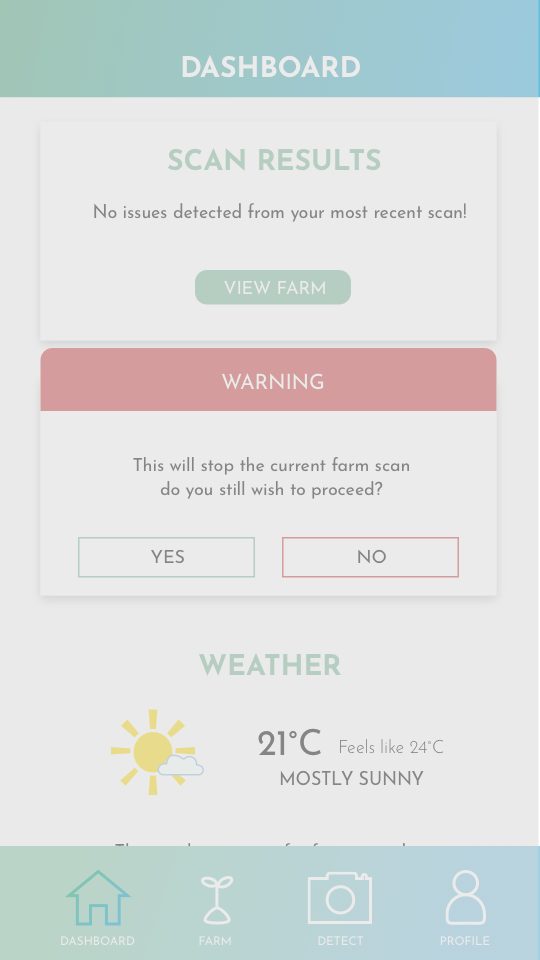 DASHBOARD
SCAN RESULTS
No issues detected from your most recent scan!
VIEW FARM
WARNING
This will stop the current farm scan
do you still wish to proceed?
YES
NO
WEATHER
21°C Feels like 24°C
MOSTLY SUNNY
DASHBOARD
FARM
DETECT
PROFILE